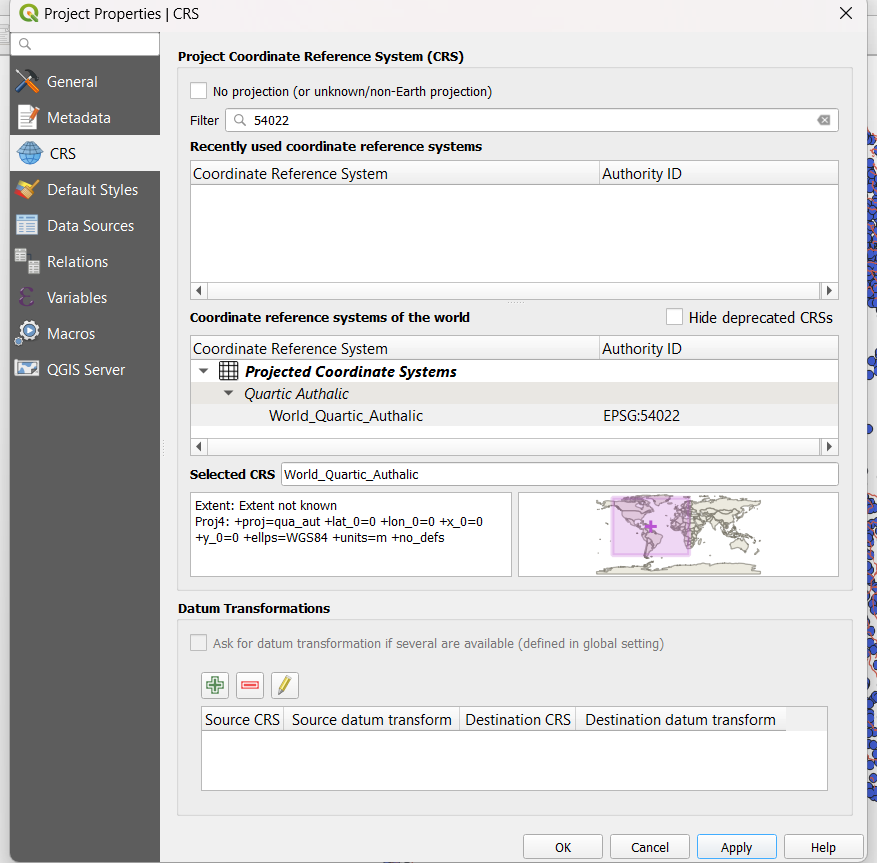 Project Properties | CRS
General
Metadata
CRS
Default Styles
Data Sources
Relations
Variables
Macros
QGIS Server
Project Coordinate Reference System (CRS)
No projection (or unknown/non-Earth projection)
Filter 54022
Recently used coordinate reference systems
Coordinate Reference System Authority ID
Coordinate reference systems of the world Hide deprecated CRSs
Coordinate Reference System Authority ID
Projected Coordinate Systems
Quartic Authalic
World_Quartic_Authalic EPSG:54022
Selected CRS World_Quartic_Authalic
Extent: Extent not known
Proj4: +proj=qua_aut +lat_0=0 +lon_0=0 +x_0=0
+y_0=0 +ellps=WGS84 +units=m +no_defs
Datum Transformations
Ask for datum transformation if several are available (defined in global setting)
Source CRS Source datum transform Destination CRS Destination datum transform
OK Cancel Apply Help